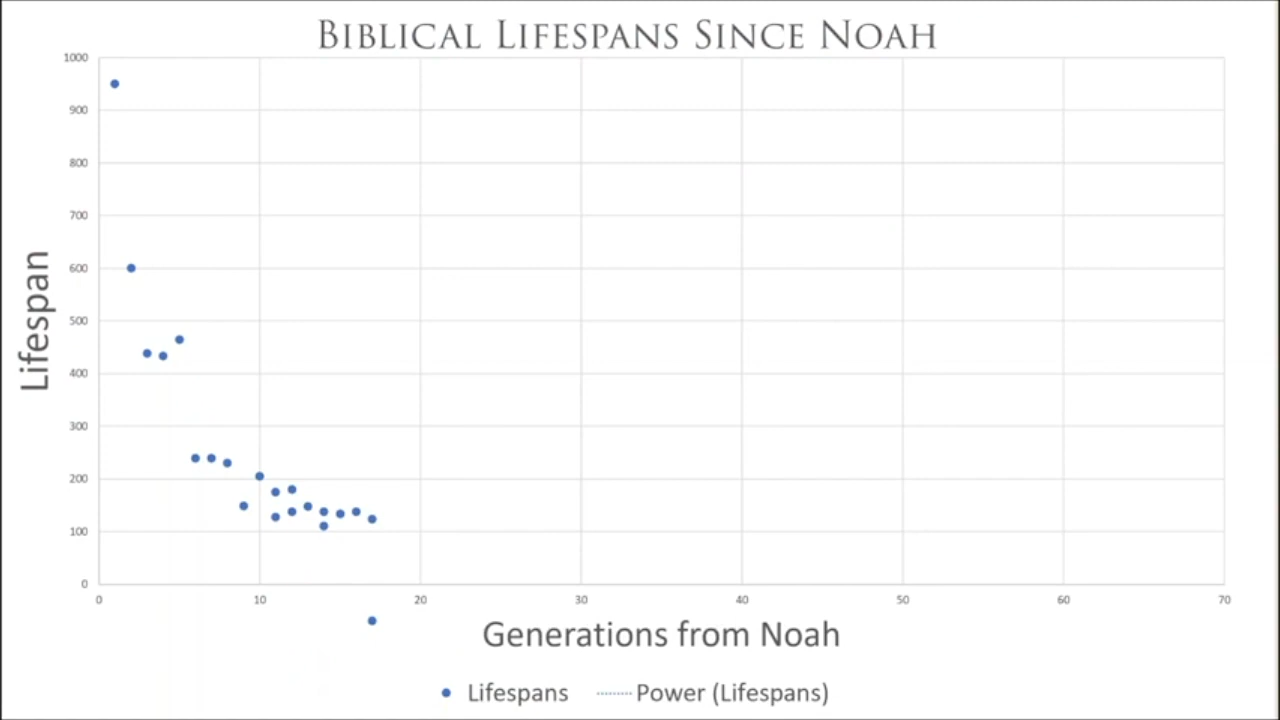 BIBLICAL LIFESPANS SINCE NOAH
1000
900
800
700
600
500
400
300
200
100
0
Lifespan
0 10 20 30 40 50 60 70
Generations from Noah
Lifespans Power (Lifespans)